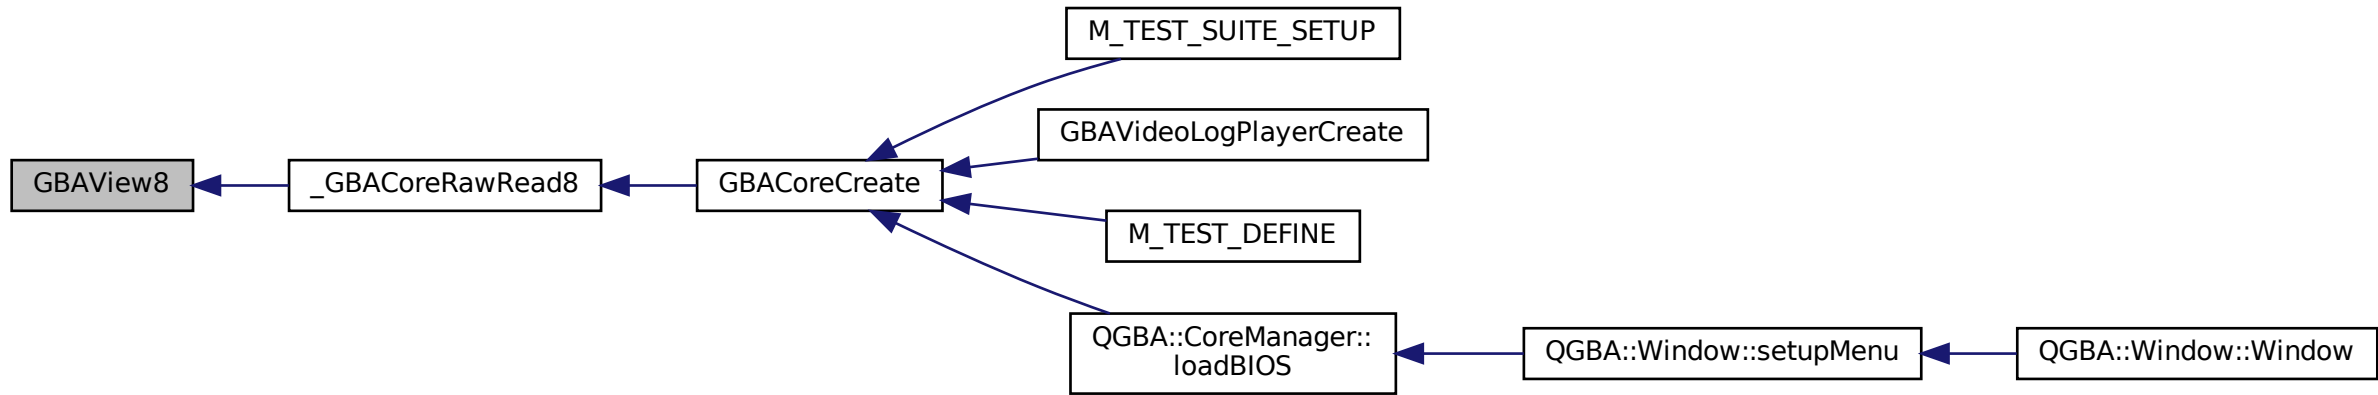 GBAView8
_GBACoreRawRead8
GBACoreCreate
M_TEST_SUITE_SETUP
GBAVideoLogPlayerCreate
M_TEST_DEFINE
QGBA::CoreManager::
loadBIOS
QGBA::Window::setupMenu
QGBA::Window::Window